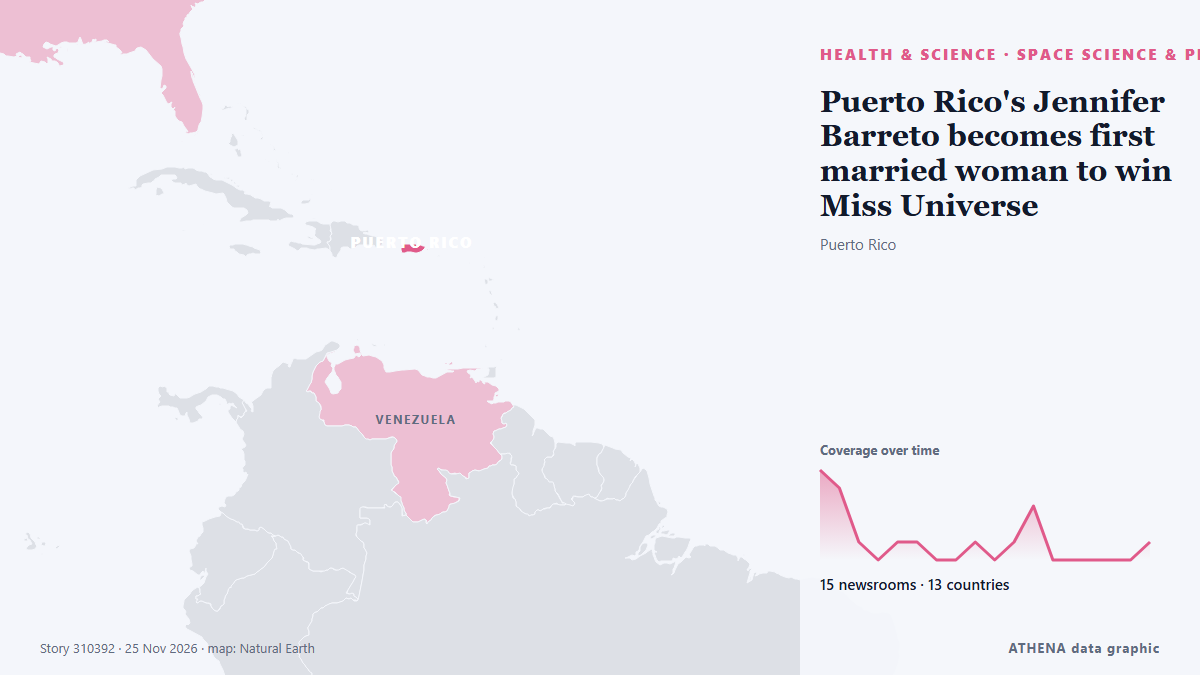 HEALTH & SCIENCE · SPACE SCIENCE &
Puerto Rico's Jennifer
Barreto becomes first
married woman to win
Miss Universe
Puerto Rico
PUERTO RICO
VENEZUELA
Coverage over time
15 newsrooms · 13 countries
Story 310392 · 25 Nov 2026 · map: Natural Earth
ATHENA data graphic